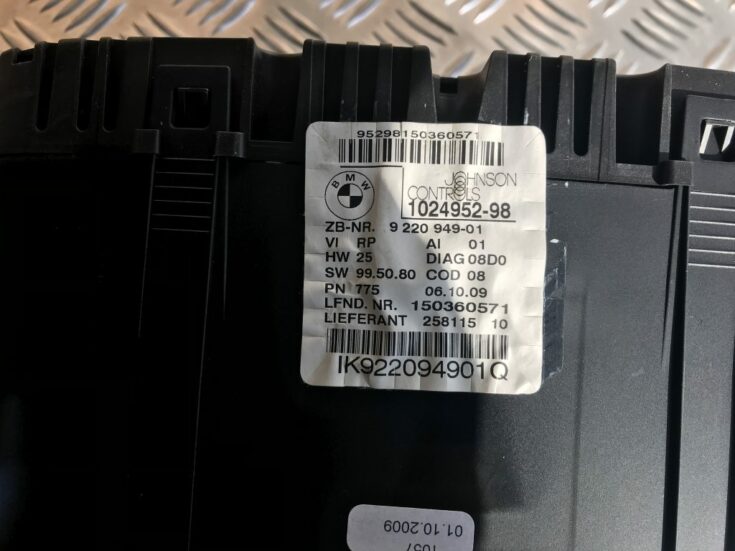 95298150360571
BMW
JOHNSON
CONTROLS
1024952-98
ZB-NR. 9 220 949-01
VI RP AI 01
HW 25 DIAG 08D0
SW 99.50.80 COD 08
PN 775 06.10.09
LFND. NR. 150360571
LIEFERANT 258115 10
IK922094901Q
1057
01.10.2009